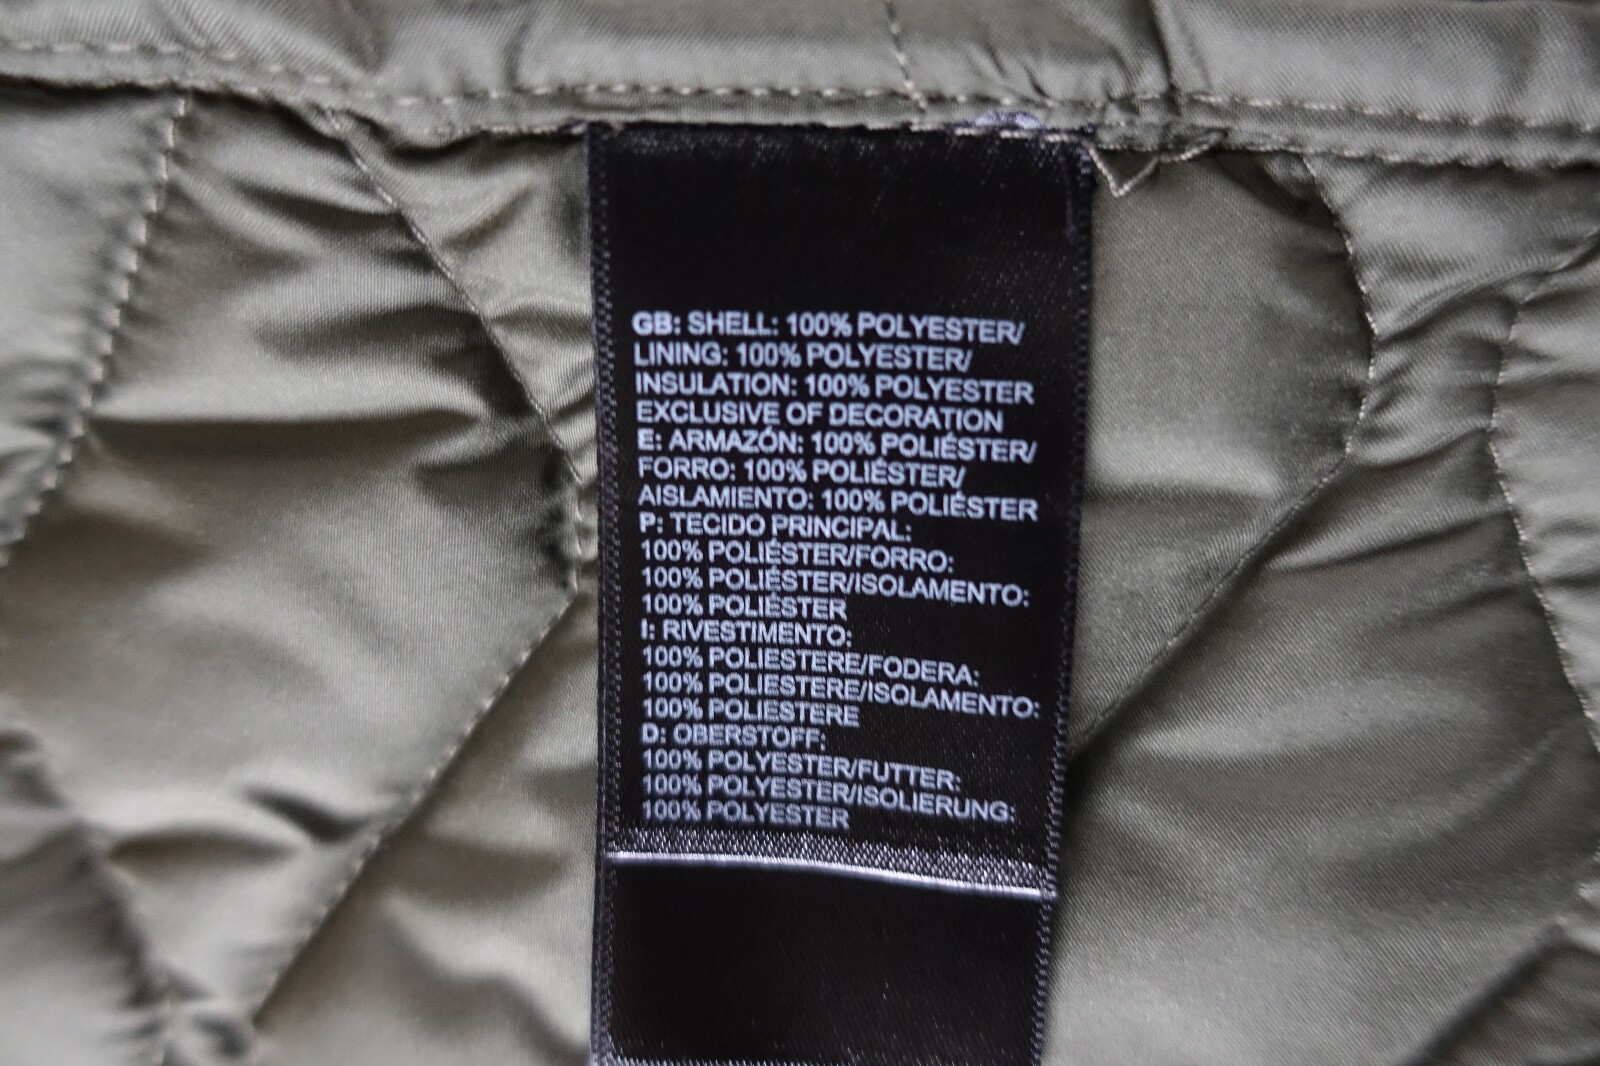 GB: SHELL: 100% POLYESTER/
LINING: 100% POLYESTER/
INSULATION: 100% POLYESTER
EXCLUSIVE OF DECORATION
E: ARMAZÓN: 100% POLIÉSTER/
FORRO: 100% POLIÉSTER/
AISLAMIENTO: 100% POLIÉSTER
P: TECIDO PRINCIPAL:
100% POLIÉSTER/FORRO:
100% POLIÉSTER/ISOLAMENTO:
100% POLIÉSTER
I: RIVESTIMENTO:
100% POLIESTERE/FODERA:
100% POLIESTERE/ISOLAMENTO:
100% POLIESTERE
D: OBERSTOFF:
100% POLYESTER/FUTTER:
100% POLYESTER/ISOLIERUNG:
100% POLYESTER